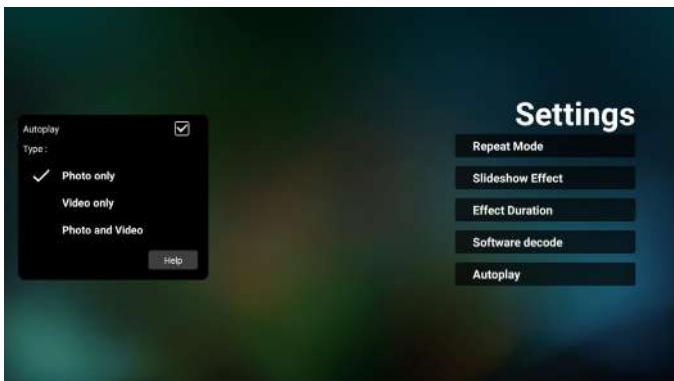 Autoplay
Type :
Photo only
Video only
Photo and Video
Help
Settings
Repeat Mode
Slideshow Effect
Effect Duration
Software decode
Autoplay